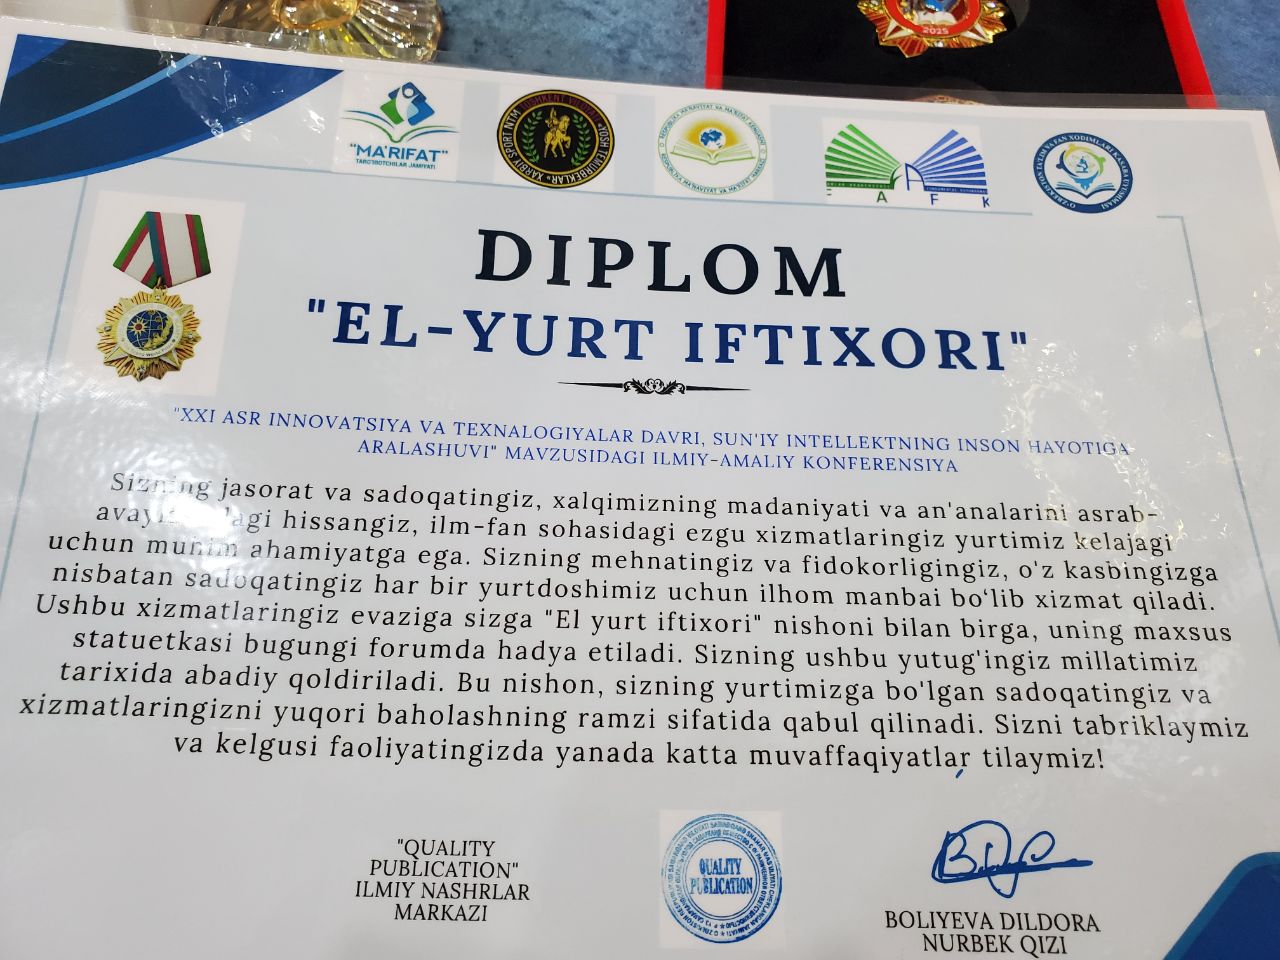 2025
"MA'RIFAT"
TARG'IBOTCHILAR JAMIYATI
F A F K
DIPLOM
"EL-YURT IFTIXORI"
"XXI ASR INNOVATSIYA VA TEXNALOGIYALAR DAVRI, SUN'IY INTELLEKTNING INSON HAYOTIGA
ARALASHUVI" MAVZUSIDAGI ILMIY-AMALIY KONFERENSIYA
Sizning jasorat va sadoqatingiz, xalqimizning madaniyati va an'analarini asrab-
hissangiz, ilm-fan sohasidagi ezgu xizmatlaringiz yurtimiz kelajagi
uchun muhim ahamiyatga ega. Sizning mehnatingiz va fidokorligingiz, o'z kasbingizga
nisbatan sadoqatingiz har bir yurtdoshimiz uchun ilhom manbai bo‘lib xizmat qiladi.
Ushbu xizmatlaringiz evaziga sizga "El yurt iftixori" nishoni bilan birga, uning maxsus
statuetkasi bugungi forumda hadya etiladi. Sizning ushbu yutug'ingiz millatimiz
tarixida abadiy qoldiriladi. Bu nishon, sizning yurtimizga bo'lgan sadoqatingiz va
xizmatlaringizni yuqori baholashning ramzi sifatida qabul qilinadi. Sizni tabriklaymiz
va kelgusi faoliyatingizda yanada katta muvaffaqiyatlar tilaymiz!
"QUALITY
PUBLICATION"
ILMIY NASHRLAR
MARKAZI
QUALITY
PUBLICATION
BOLIYEVA DILDORA
NURBEK QIZI